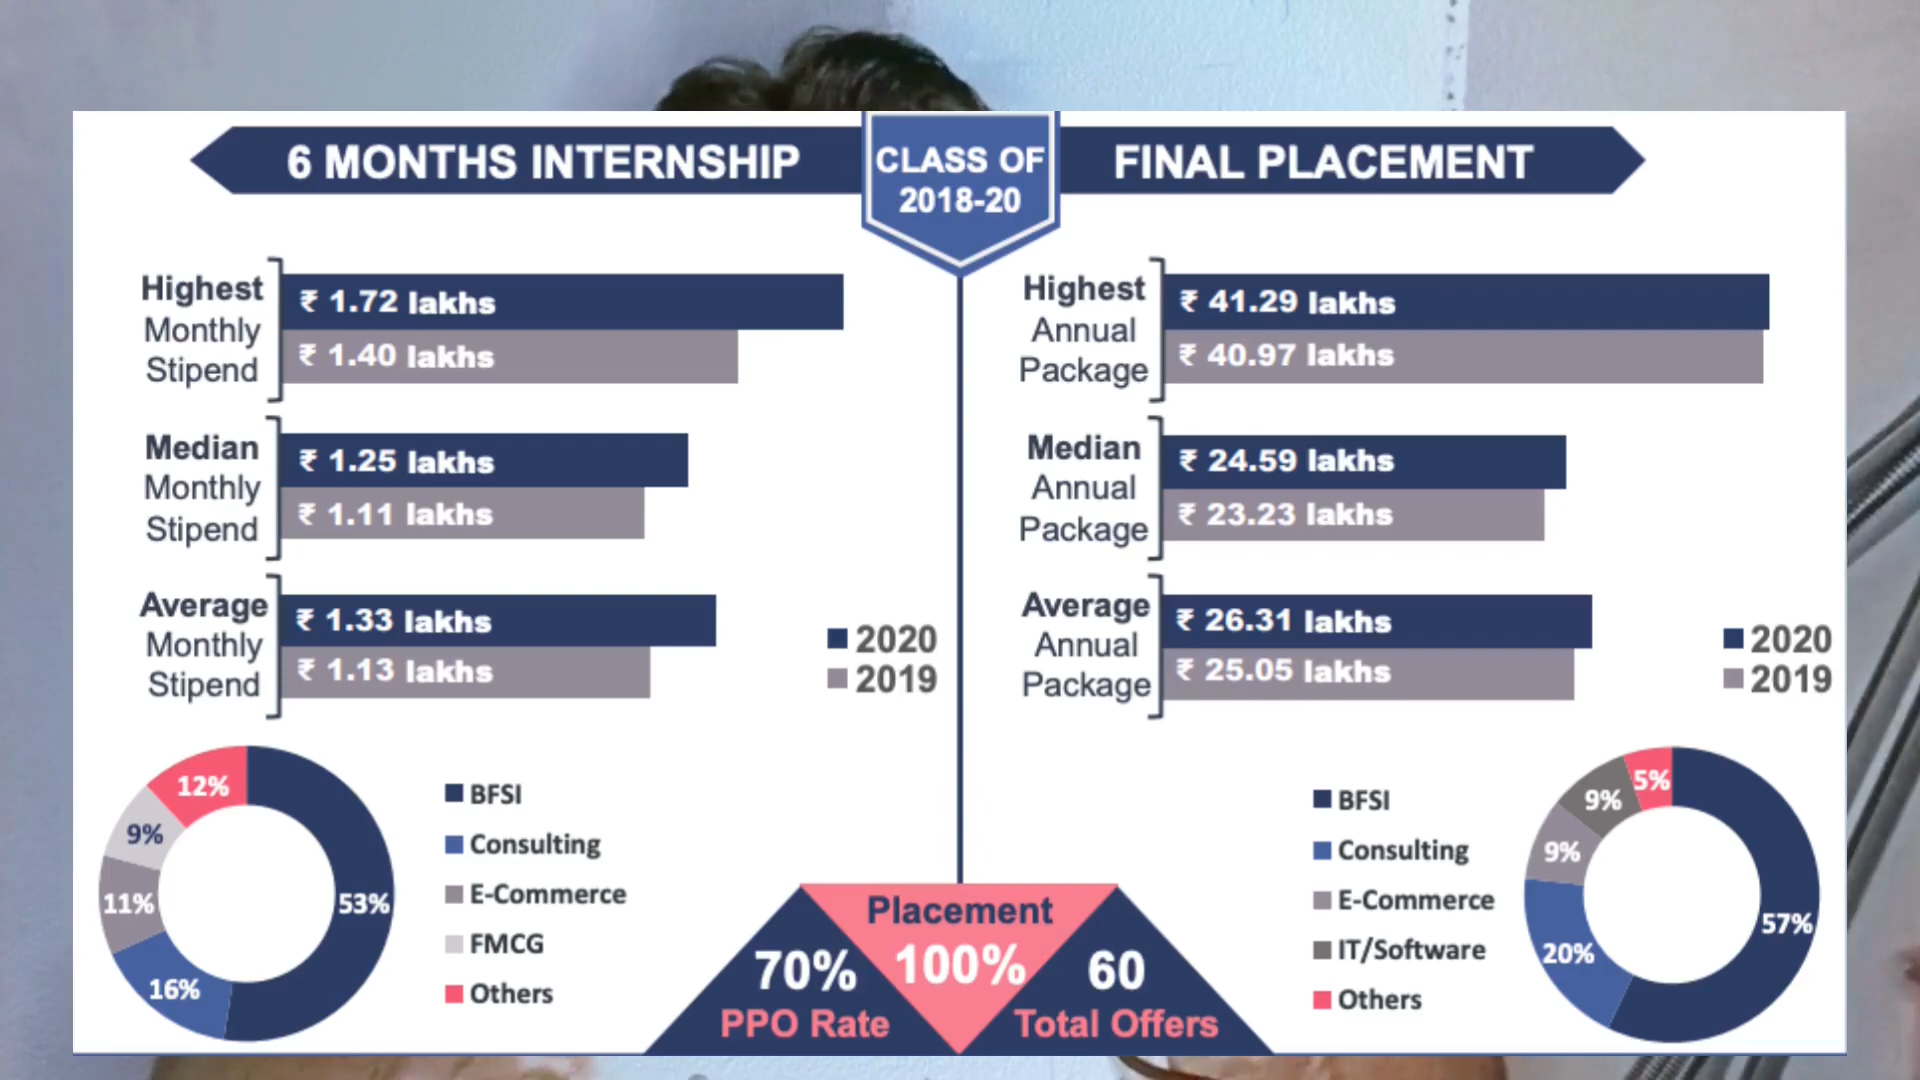 6 MONTHS INTERNSHIP
CLASS OF
2018-20
FINAL PLACEMENT
Highest
Monthly
Stipend
₹ 1.72 lakhs
₹ 1.40 lakhs
Median
Monthly
Stipend
₹ 1.25 lakhs
₹ 1.11 lakhs
Average
Monthly
Stipend
₹ 1.33 lakhs
₹ 1.13 lakhs
2020
2019
Highest
Annual
Package
₹ 41.29 lakhs
₹ 40.97 lakhs
Median
Annual
Package
₹ 24.59 lakhs
₹ 23.23 lakhs
Average
Annual
Package
₹ 26.31 lakhs
₹ 25.05 lakhs
2020
2019
12%
9%
11%
16%
53%
BFSI
Consulting
E-Commerce
FMCG
Others
Placement
100%
70%
PPO Rate
60
Total Offers
BFSI
Consulting
E-Commerce
IT/Software
Others
5%
9%
9%
20%
57%